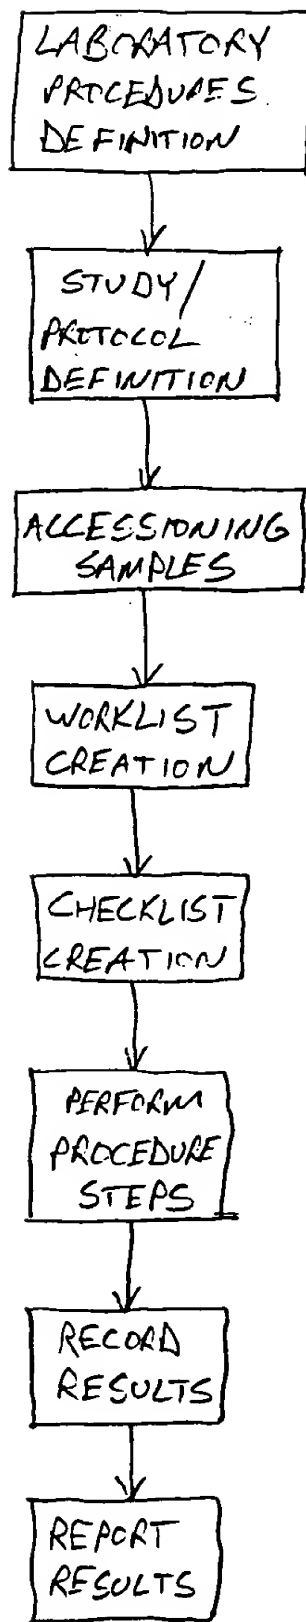 LABORATORY
PROCEDURES
DEFINITION
STUDY/
PROTOCOL
DEFINITION
ACCESSIONING
SAMPLES
WORKLIST
CREATION
CHECKLIST
CREATION
PERFORM
PROCEDURE
STEPS
RECORD
RESULTS
REPORT
RESULTS